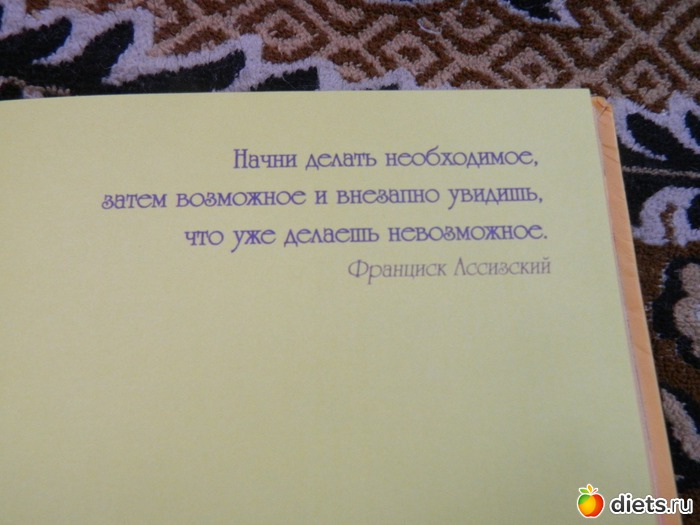 Начни делать необходимое,
затем возможное и внезапно увидишь,
что уже делаешь невозможное.
Франциск Ассизский
diets.ru